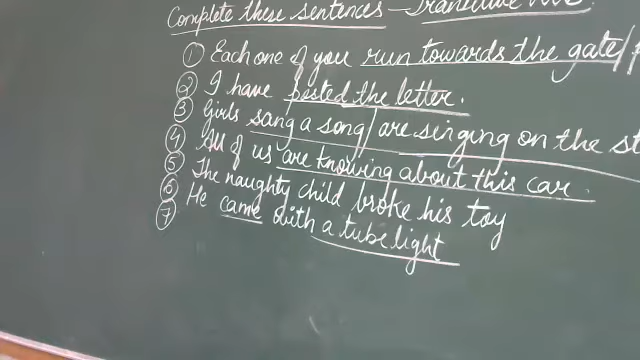 Complete these sentences - Transitive
① Each one of you run towards the gate/
② I have posted the letter.
③ Girls sang a song/are singing on the
④ All of us are knowing about this car.
⑤ The naughty child broke his toy
⑥ He came with a tubelight
⑦